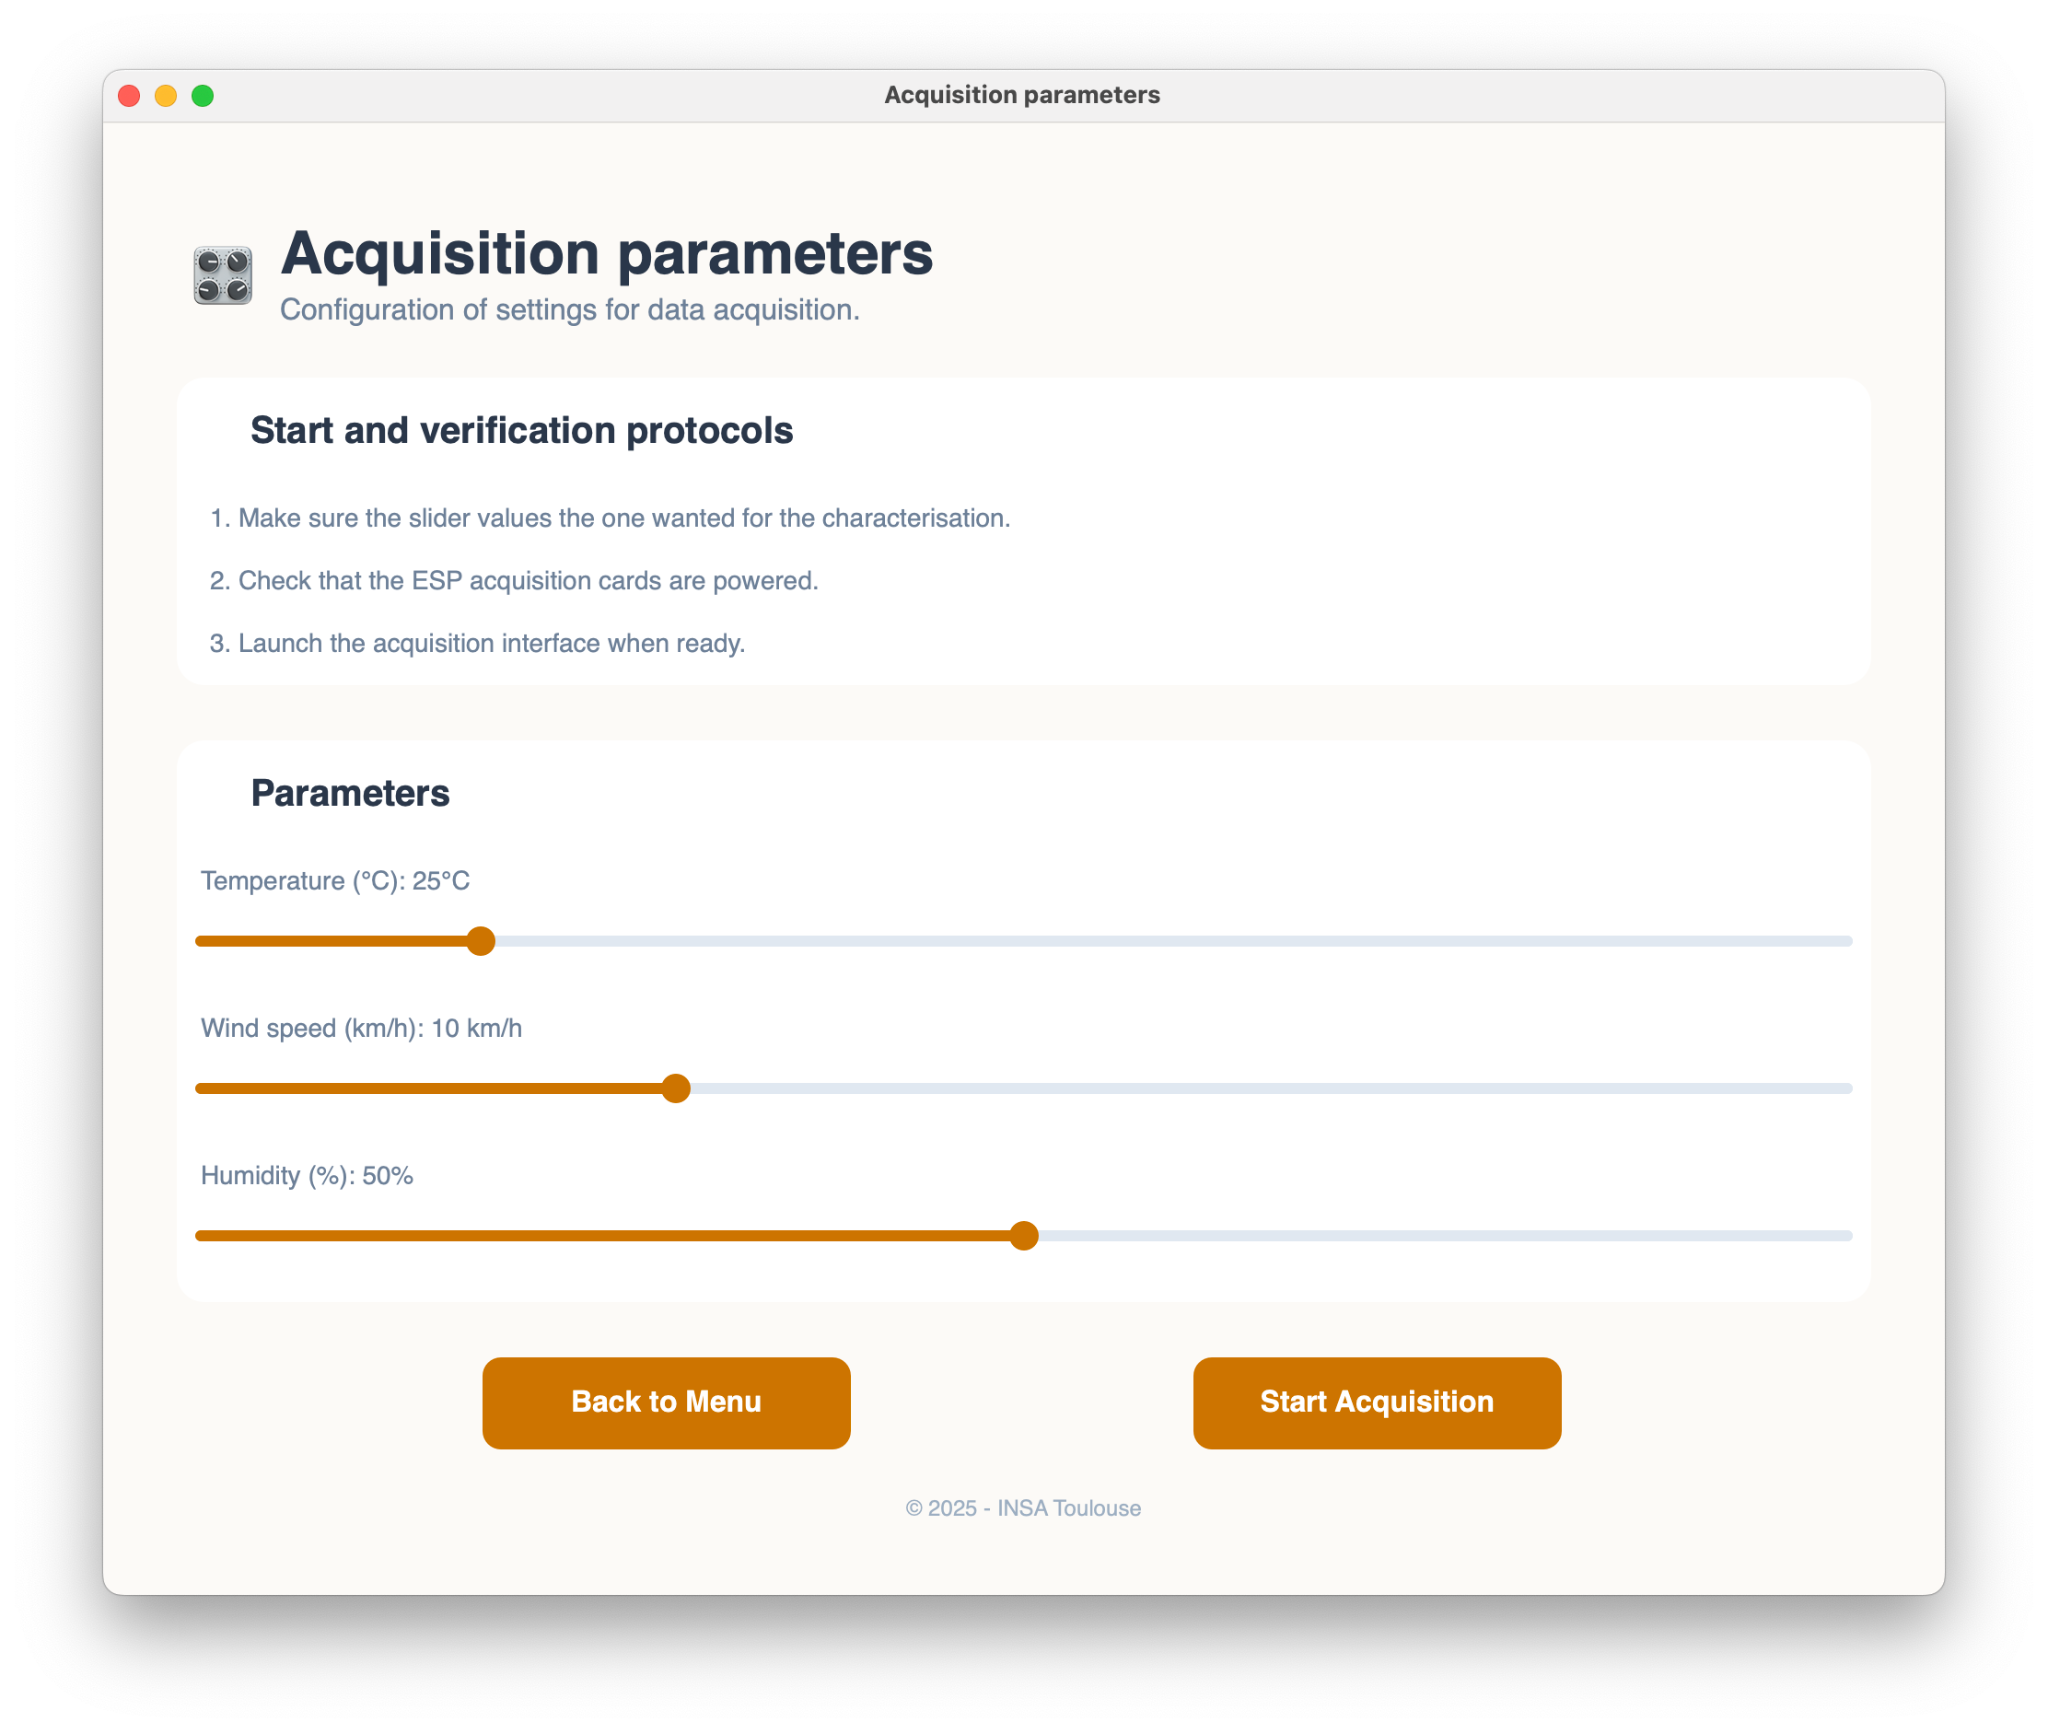 Acquisition parameters
Acquisition parameters
Configuration of settings for data acquisition.
Start and verification protocols
1. Make sure the slider values the one wanted for the characterisation.
2. Check that the ESP acquisition cards are powered.
3. Launch the acquisition interface when ready.
Parameters
Temperature (°C): 25°C
Wind speed (km/h): 10 km/h
Humidity (%): 50%
Back to Menu
Start Acquisition
© 2025 - INSA Toulouse